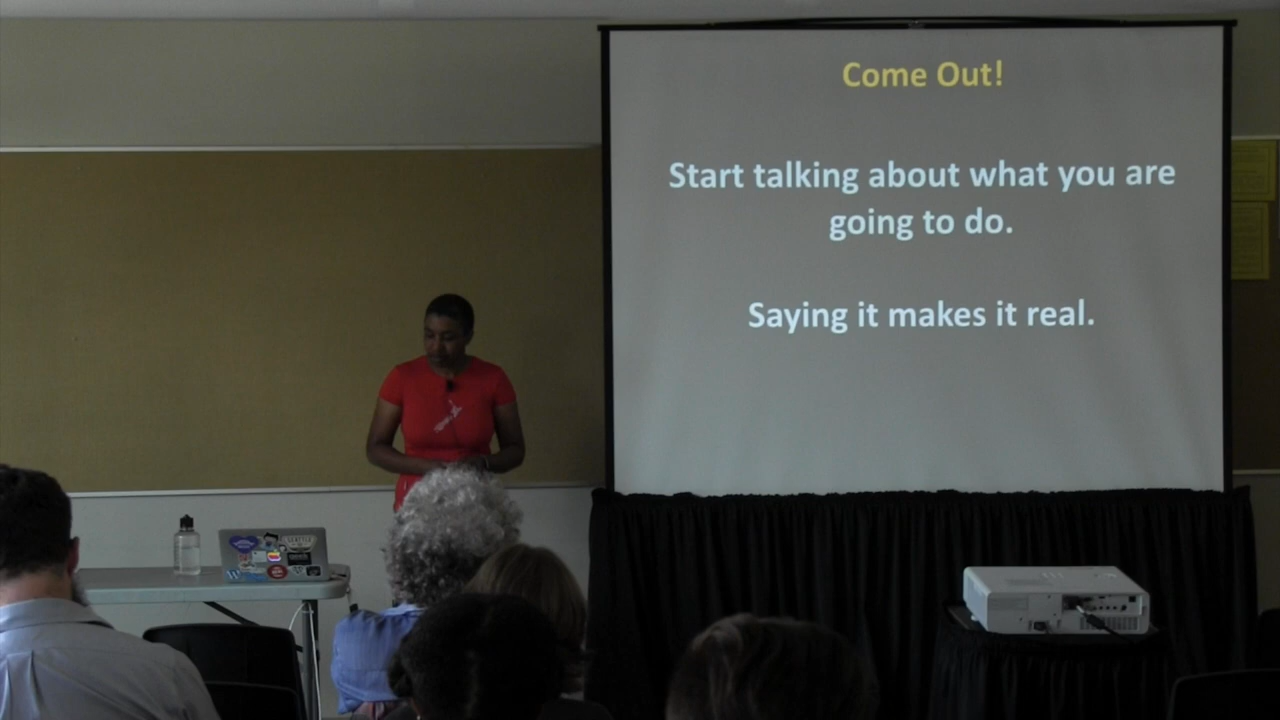 Come Out!
Start talking about what you are
going to do.
Saying it makes it real.